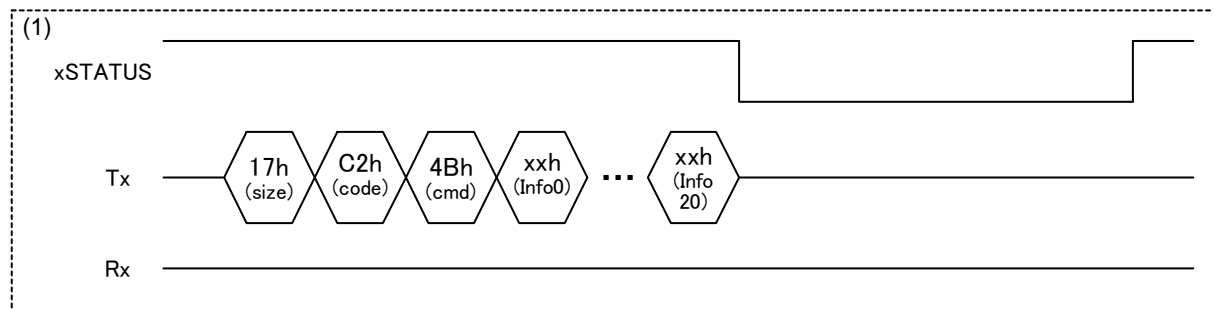 (1)
xSTATUS
Tx
17h
(size)
C2h
(code)
4Bh
(cmd)
xxh
(Info0)
...
xxh
(Info
20)
Rx